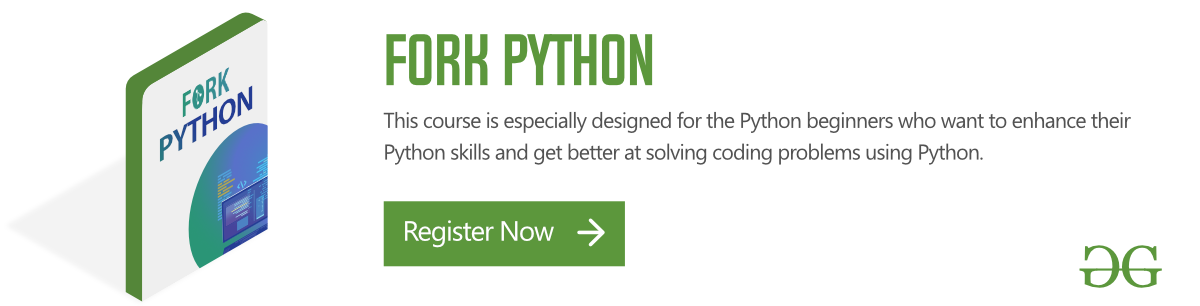 FORK
PYTHON
FORK PYTHON
This course is especially designed for the Python beginners who want to enhance their
Python skills and get better at solving coding problems using Python.
Register Now
GG